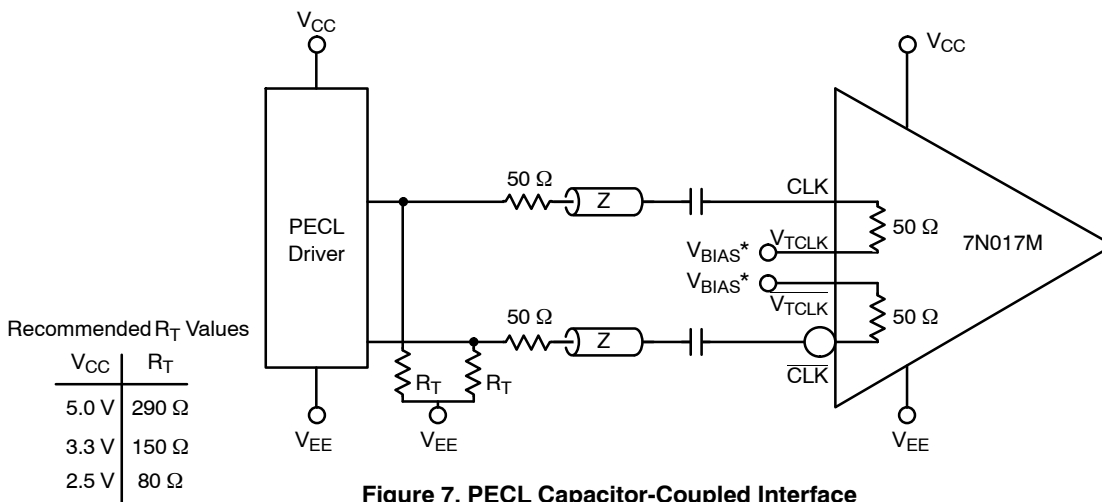 V_CC
V_CC
PECL
Driver
50 Ω
Z
CLK
50 Ω
V_BIAS*
V_TCLK
7N017M
V_BIAS*
V̅_T̅C̅L̅K̅
50 Ω
50 Ω
Z
C̅L̅K̅
R_T
R_T
V_EE
V_EE
V_EE
Recommended R_T Values
V_CC R_T
5.0 V 290 Ω
3.3 V 150 Ω
2.5 V 80 Ω
Figure 7. PECL Capacitor-Coupled Interface